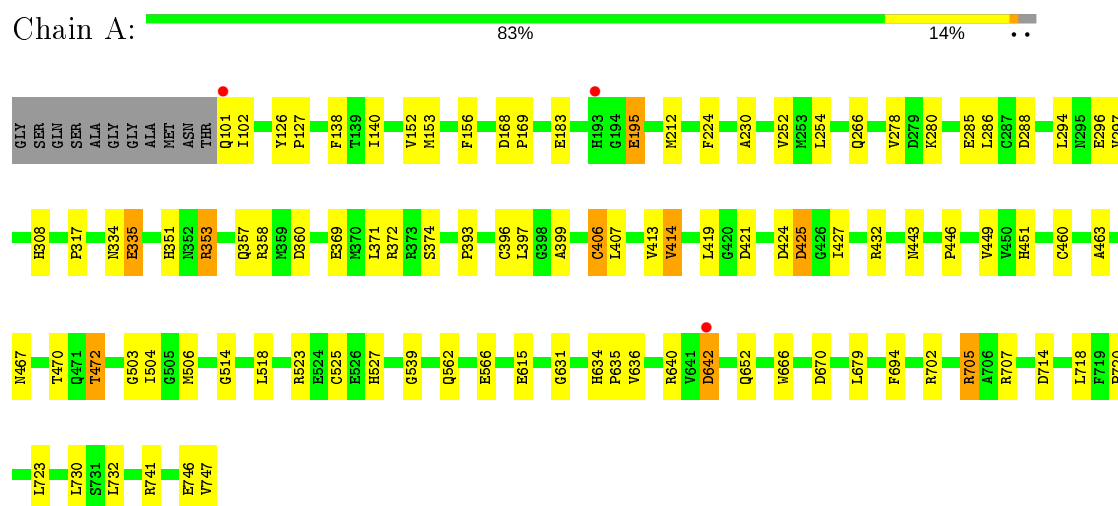 Chain A:
83% 14% • •
GLY SER GLN SER ALA GLY GLY ALA MET ASN THR Q101 I102 Y126 P127 F138 T139 I140 V152 M153 F156 D168 P169 E183 H193 G194 E195 M212 F224 A230 V252 M253 L254 Q266 V278 D279 K280 E285 L286 C287 D288 L294 N295 E296 V297
H308 P317 N334 E335 H351 N352 R353 Q357 R358 M359 D360 E369 M370 L371 R372 R373 S374 P393 C396 L397 G398 A399 C406 L407 V413 V414 L419 G420 D421 D424 D425 G426 I427 R432 N443 P446 V449 V450 H451 C460 A463
N467 T470 Q471 T472 G503 I504 G505 M506 G514 L518 R523 E524 C525 E526 H527 G539 Q562 E566 E615 G631 H634 P635 V636 R640 V641 D642 Q652 W666 D670 L679 F694 R702 R705 A706 R707 D714 L718 F719
L723 L730 S731 L732 R741 E746 V747